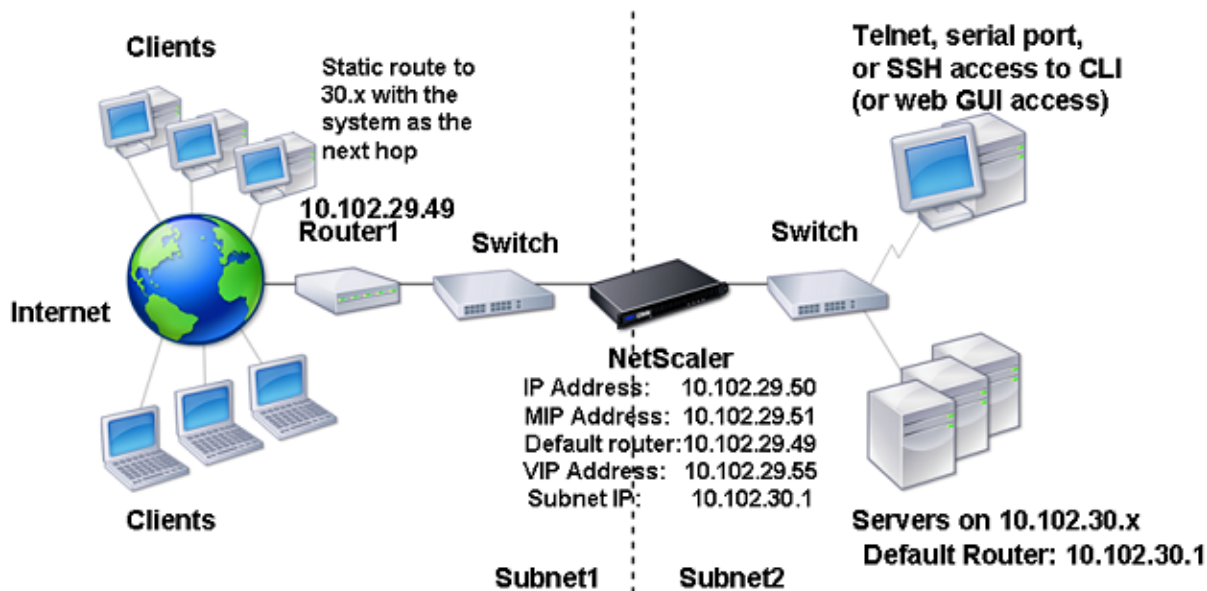 Clients
Static route to
30.x with the
system as the
next hop
Telnet, serial port,
or SSH access to CLI
(or web GUI access)
10.102.29.49
Router1
Switch
Switch
Internet
NetScaler
IP Address: 10.102.29.50
MIP Address: 10.102.29.51
Default router: 10.102.29.49
VIP Address: 10.102.29.55
Subnet IP: 10.102.30.1
Clients
Servers on 10.102.30.x
Default Router: 10.102.30.1
Subnet1
Subnet2